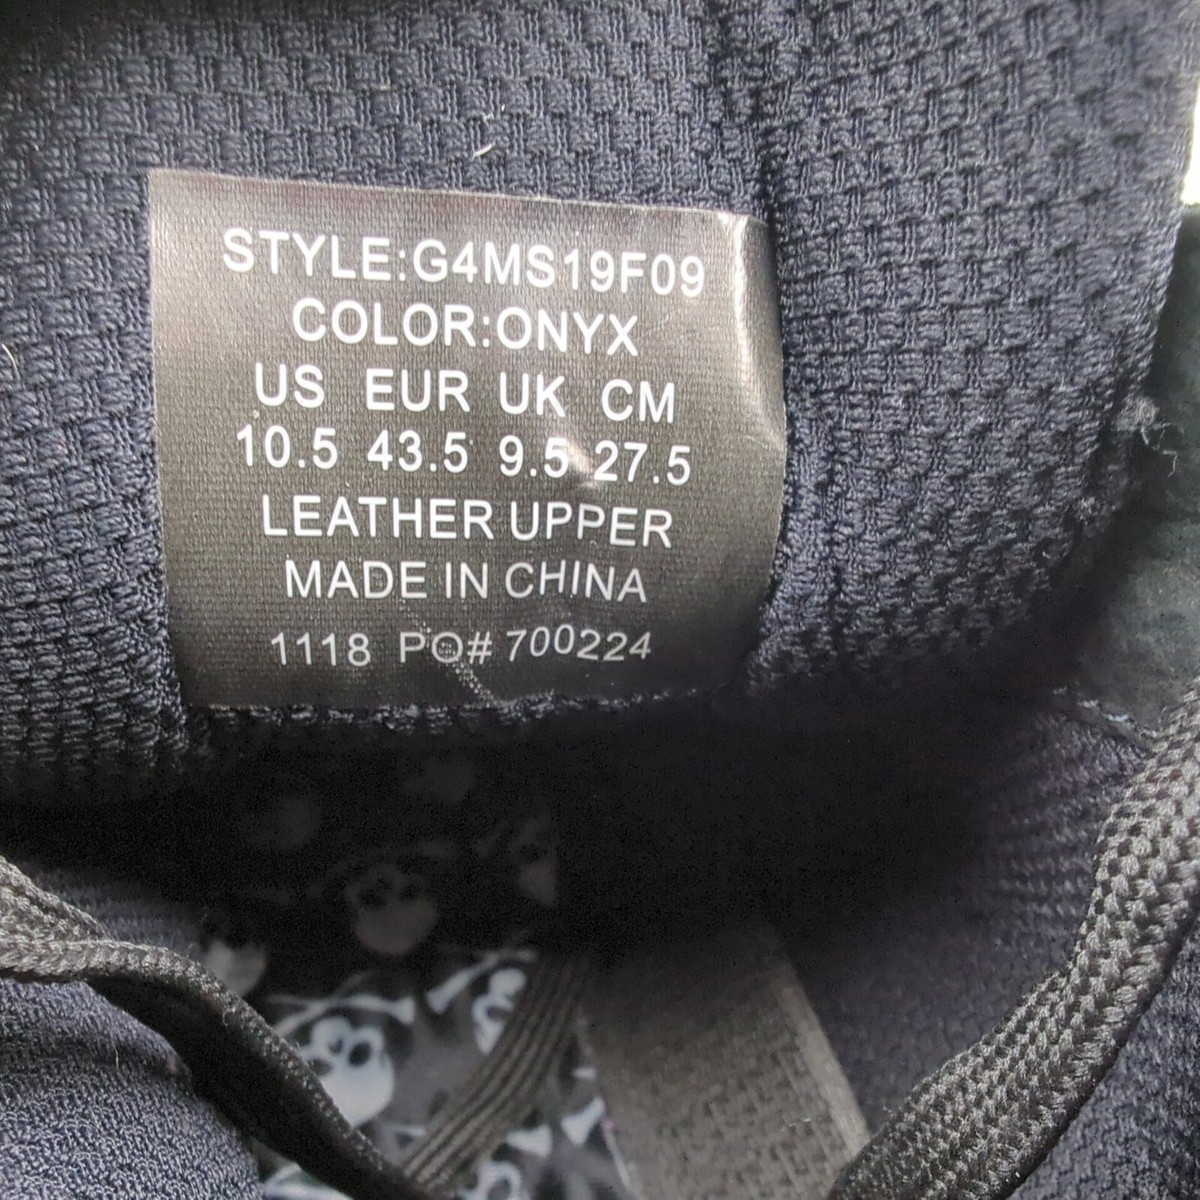 STYLE:G4MS19F09
COLOR:ONYX
US EUR UK CM
10.5 43.5 9.5 27.5
LEATHER UPPER
MADE IN CHINA
1118 PO# 700224